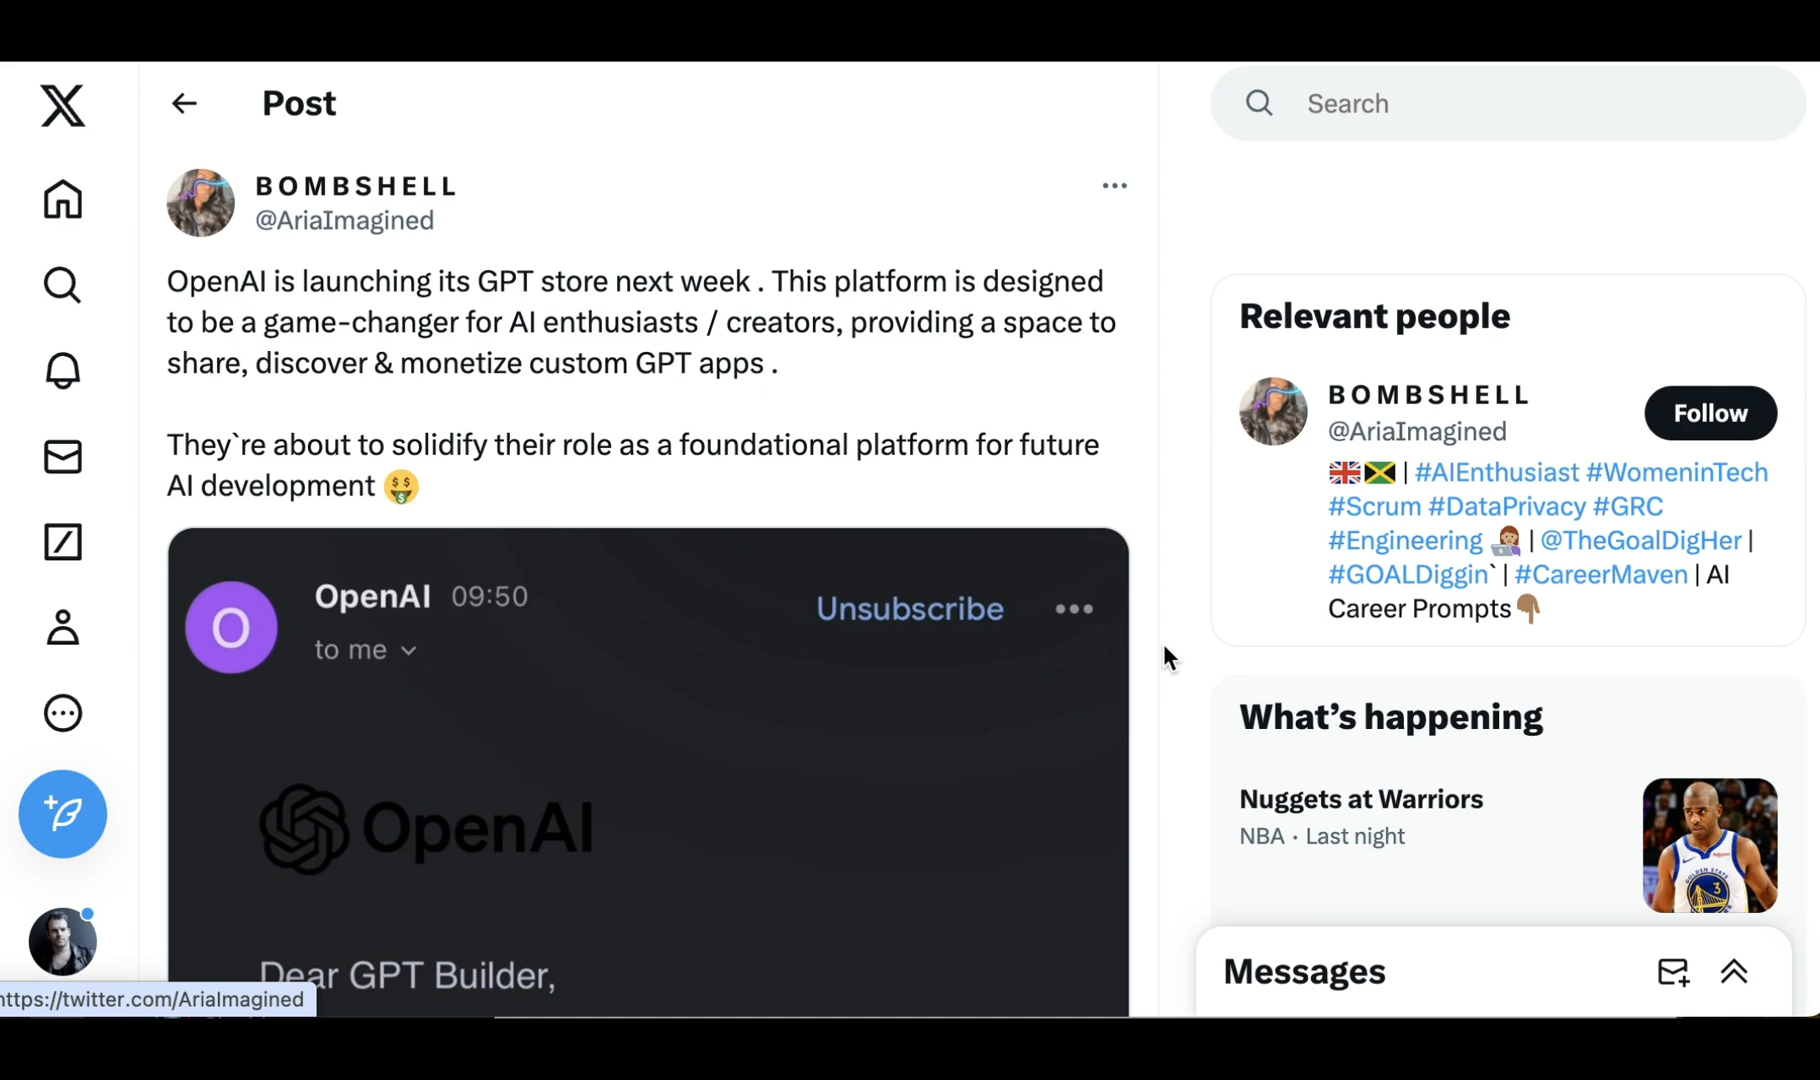 Post
Search
B O M B S H E L L
@AriaImagined
OpenAI is launching its GPT store next week . This platform is designed
to be a game-changer for AI enthusiasts / creators, providing a space to
share, discover & monetize custom GPT apps .
They`re about to solidify their role as a foundational platform for future
AI development 🤑
OpenAI 09:50
Unsubscribe
to me
O
OpenAI
Dear GPT Builder,
https://twitter.com/AriaImagined
Relevant people
B O M B S H E L L
@AriaImagined
Follow
🇬🇧🇯🇲 | #AIEnthusiast #WomeninTech
#Scrum #DataPrivacy #GRC
#Engineering 👩🏽‍💻 | @TheGoalDigHer |
#GOALDiggin` | #CareerMaven | AI
Career Prompts👇🏽
What's happening
Nuggets at Warriors
NBA · Last night
Messages